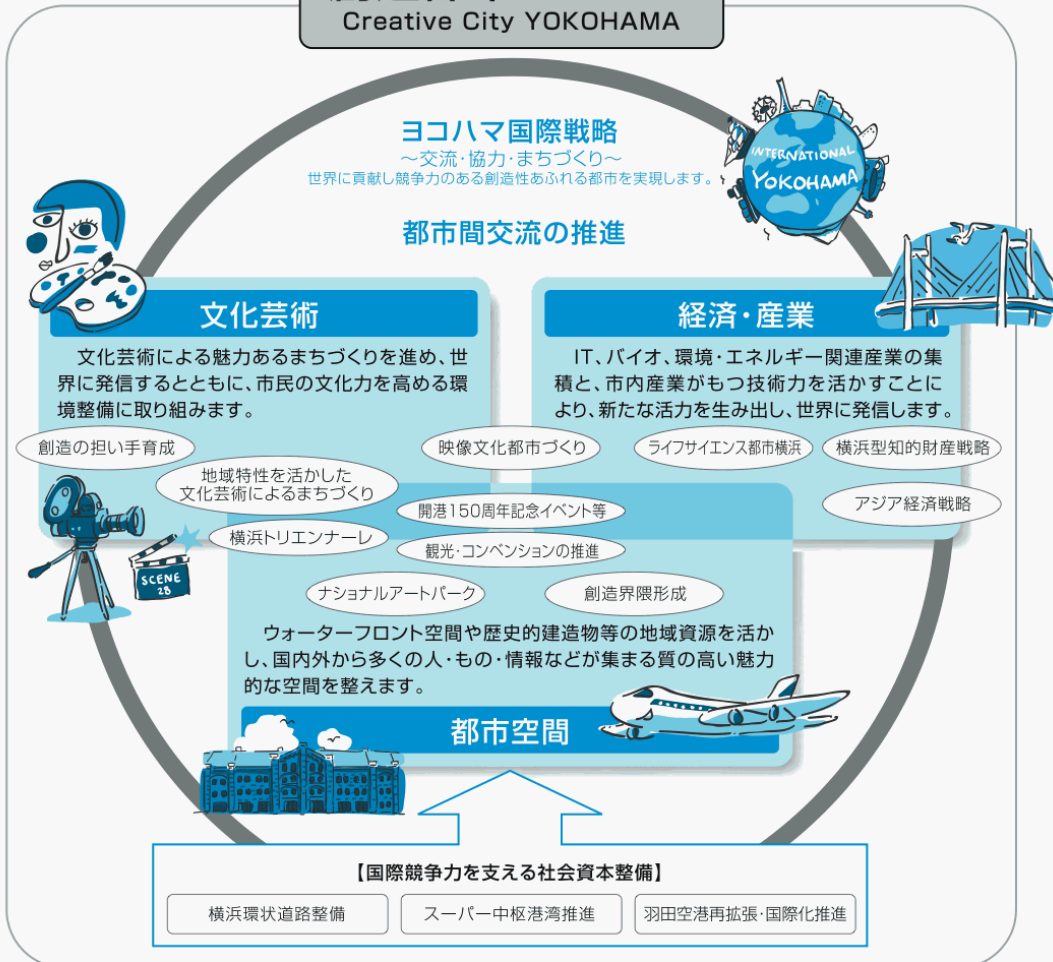 Creative City YOKOHAMA
ヨコハマ国際戦略
～交流・協力・まちづくり～
世界に貢献し競争力のある創造性あふれる都市を実現します。
INTERNATIONAL
YOKOHAMA
都市間交流の推進
文化芸術
文化芸術による魅力あるまちづくりを進め、世
界に発信するとともに、市民の文化力を高める環
境整備に取り組みます。
経済・産業
IT、バイオ、環境・エネルギー関連産業の集
積と、市内産業がもつ技術力を活かすことに
より、新たな活力を生み出し、世界に発信します。
創造の担い手育成
地域特性を活かした
文化芸術によるまちづくり
横浜トリエンナーレ
映像文化都市づくり
ライフサイエンス都市横浜
横浜型知的財産戦略
アジア経済戦略
開港150周年記念イベント等
観光・コンベンションの推進
SCENE
28
ナショナルアートパーク
創造界隈形成
ウォーターフロント空間や歴史的建造物等の地域資源を活か
し、国内外から多くの人・もの・情報などが集まる質の高い魅力
的な空間を整えます。
都市空間
【国際競争力を支える社会資本整備】
横浜環状道路整備
スーパー中枢港湾推進
羽田空港再拡張・国際化推進